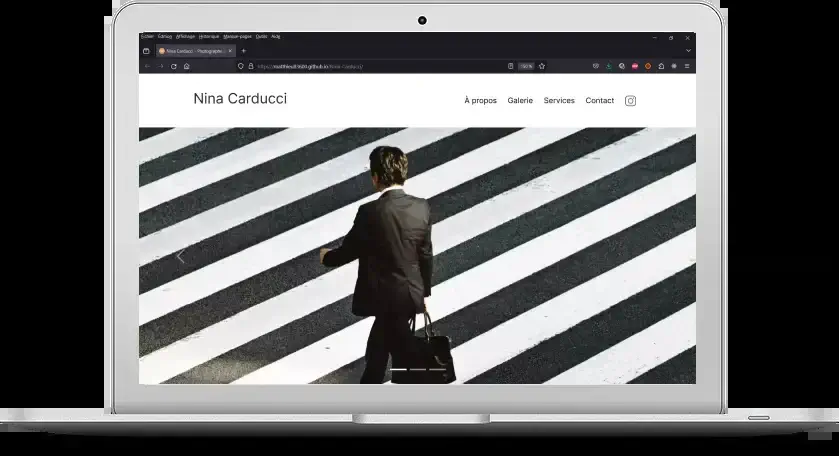 Fichier Édition Affichage Historique Marque-pages Outils Aide
Nina Carducci - Photographe
https://matthieu83600.github.io/Nina-Carducci/
Nina Carducci
À propos Galerie Services Contact